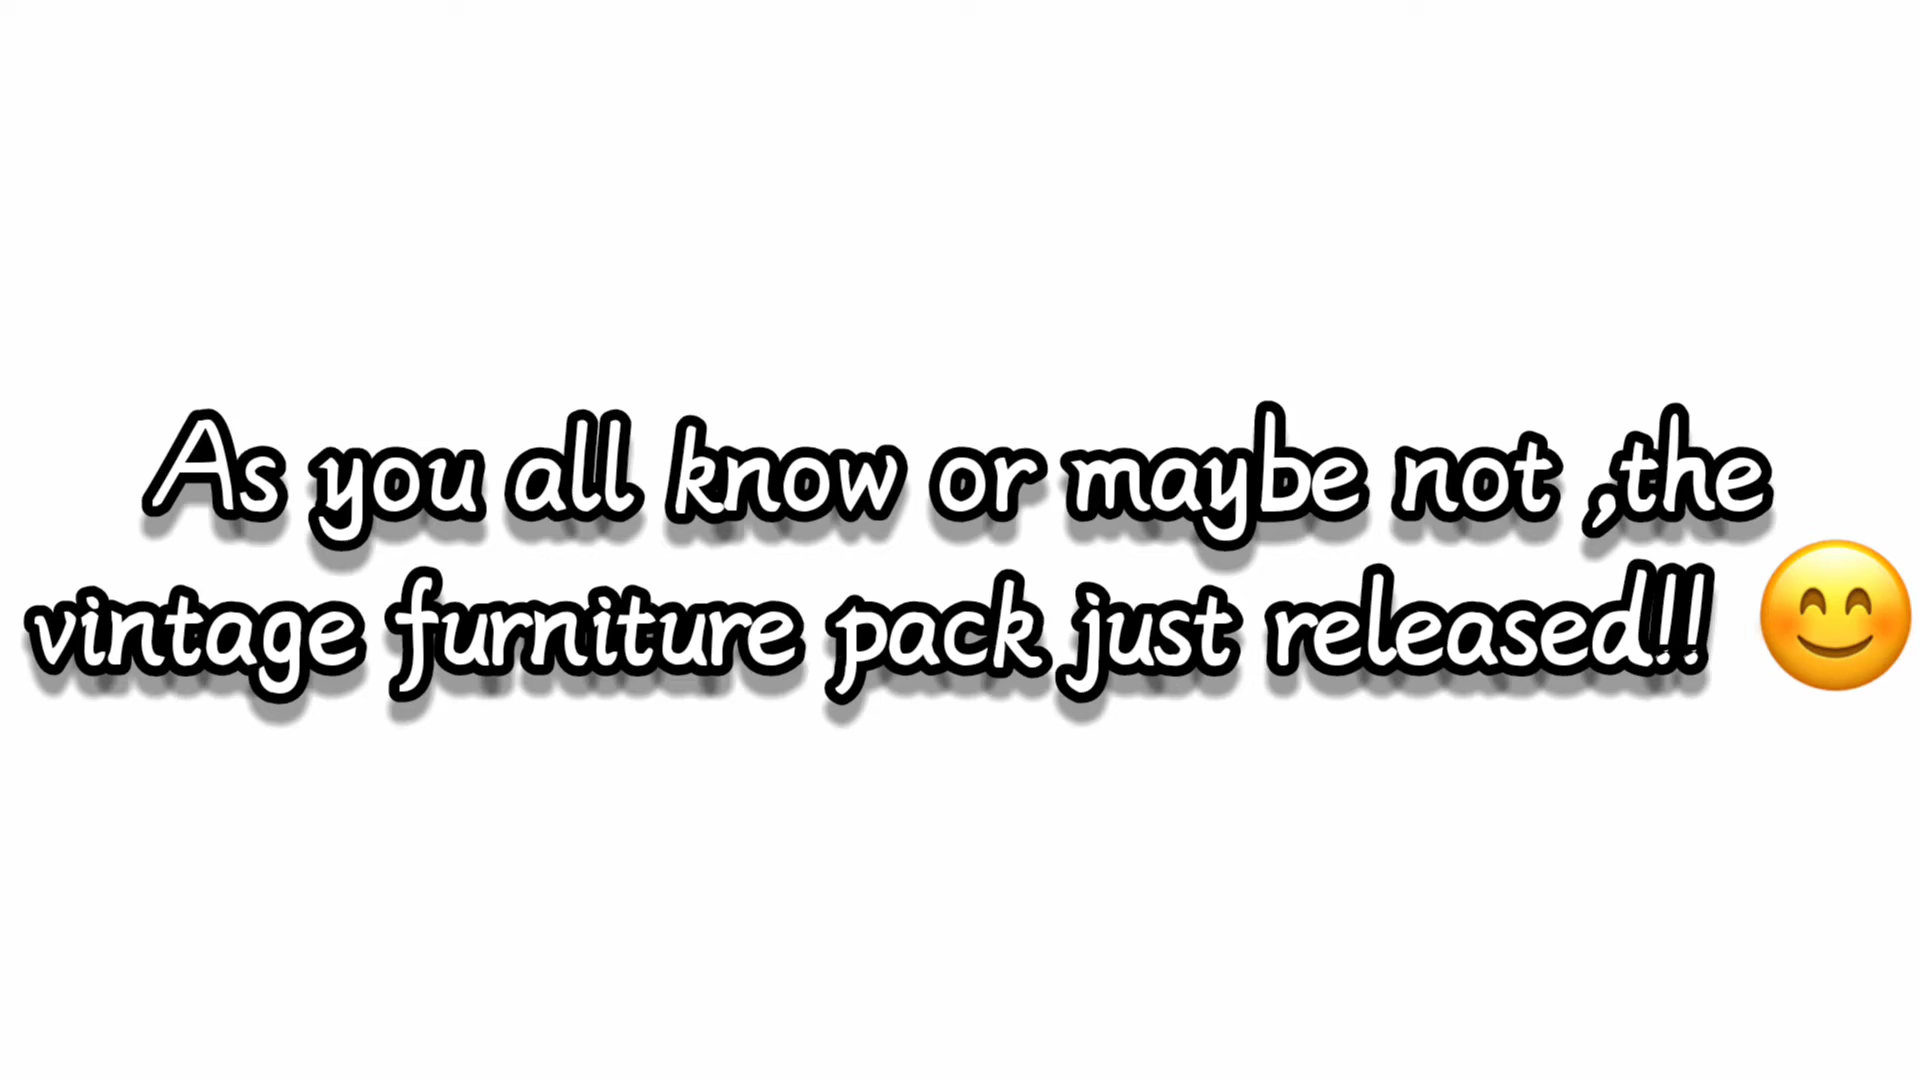 As you all know or maybe not ,the
vintage furniture pack just released!! 😊